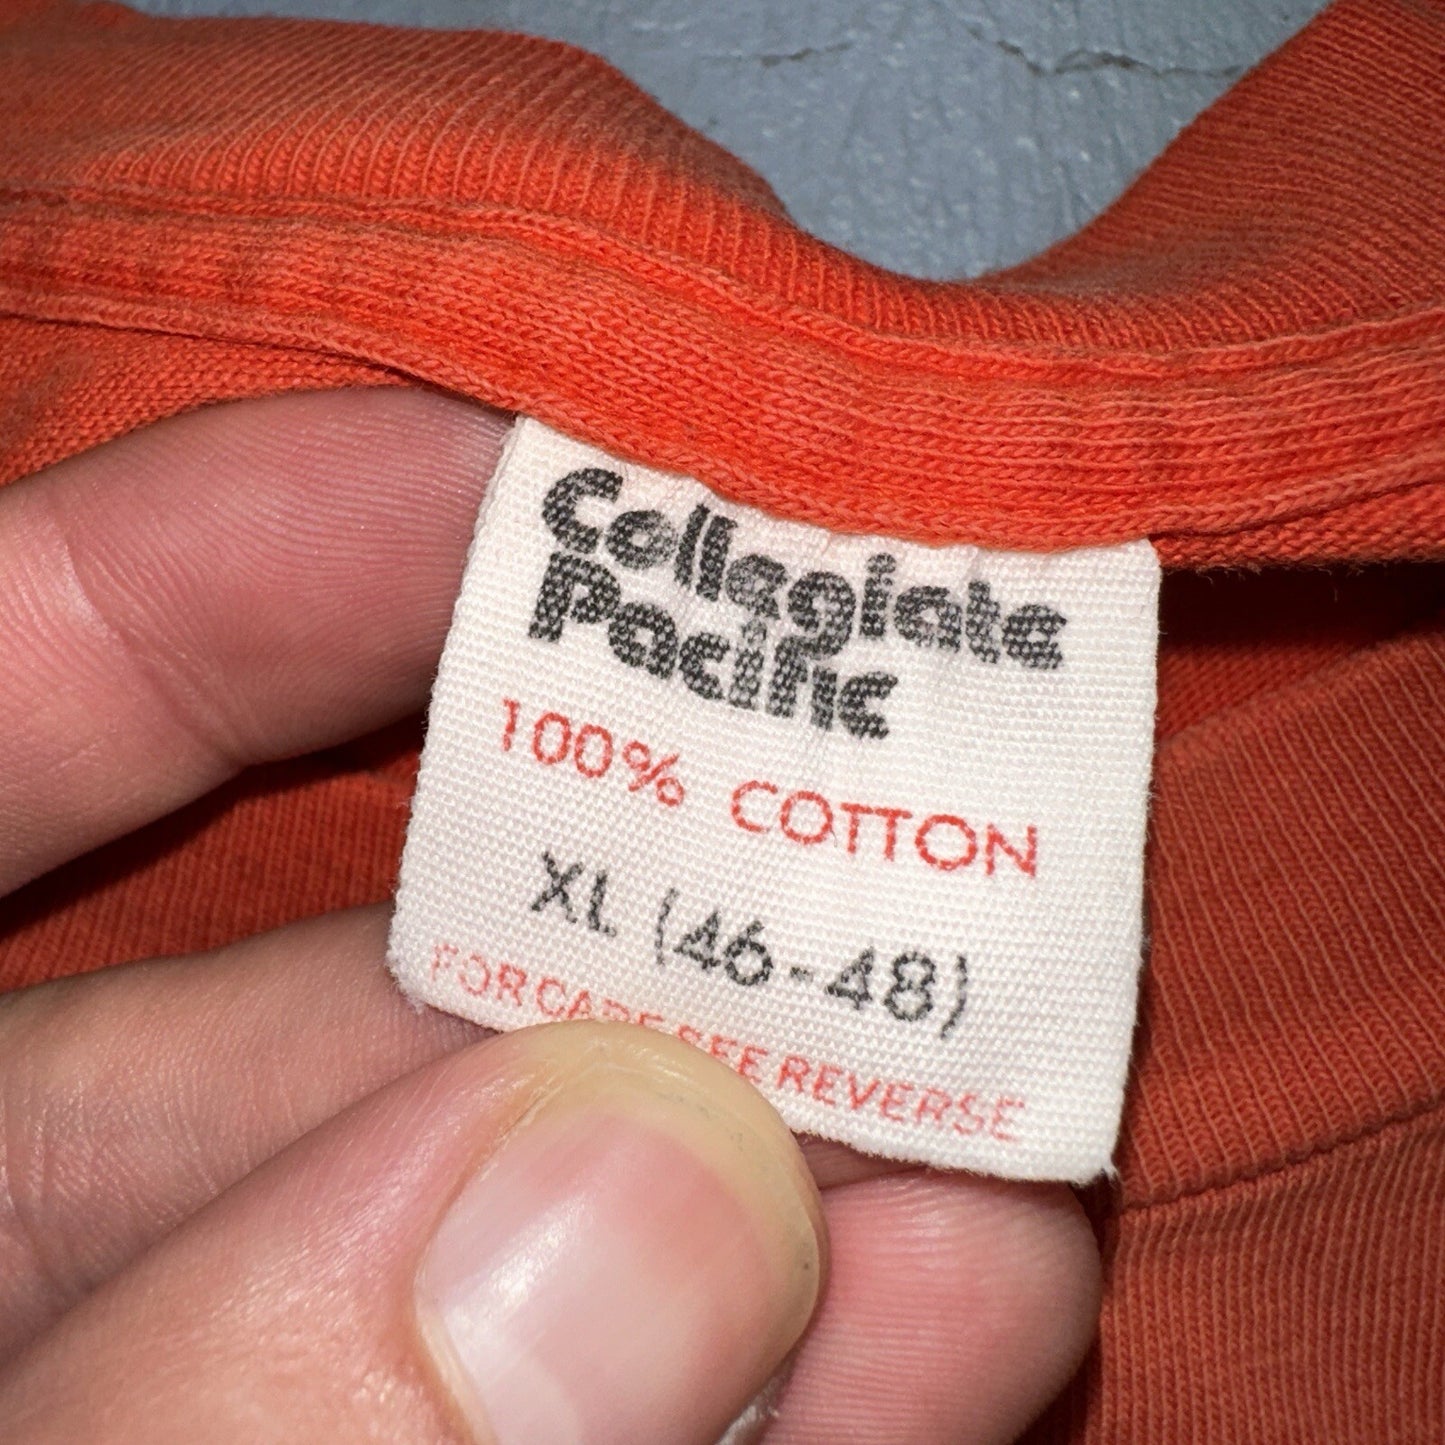 Collegiate
Pacific
100% COTTON
XL (46-48)
FOR CARE SEE REVERSE